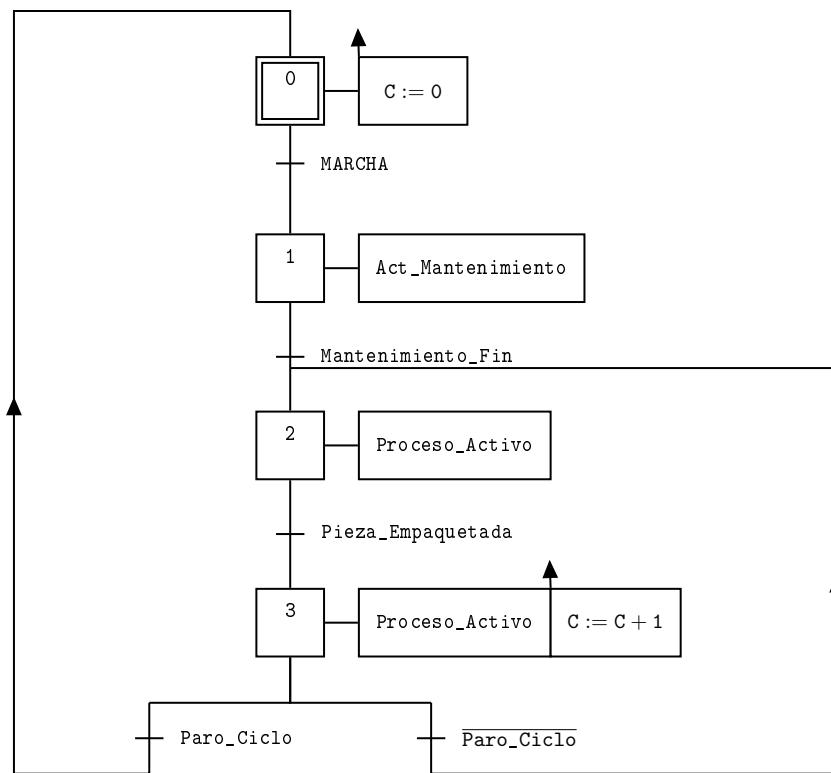 0
C := 0
MARCHA
1
Act_Mantenimiento
Mantenimiento_Fin
2
Proceso_Activo
Pieza_Empaquetada
3
Proceso_Activo
C := C + 1
Paro_Ciclo
Paro_Ciclo